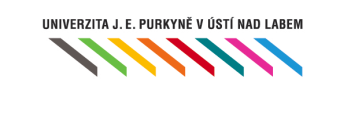 UNIVERZITA J. E. PURKYNĚ V ÚSTÍ NAD LABEM